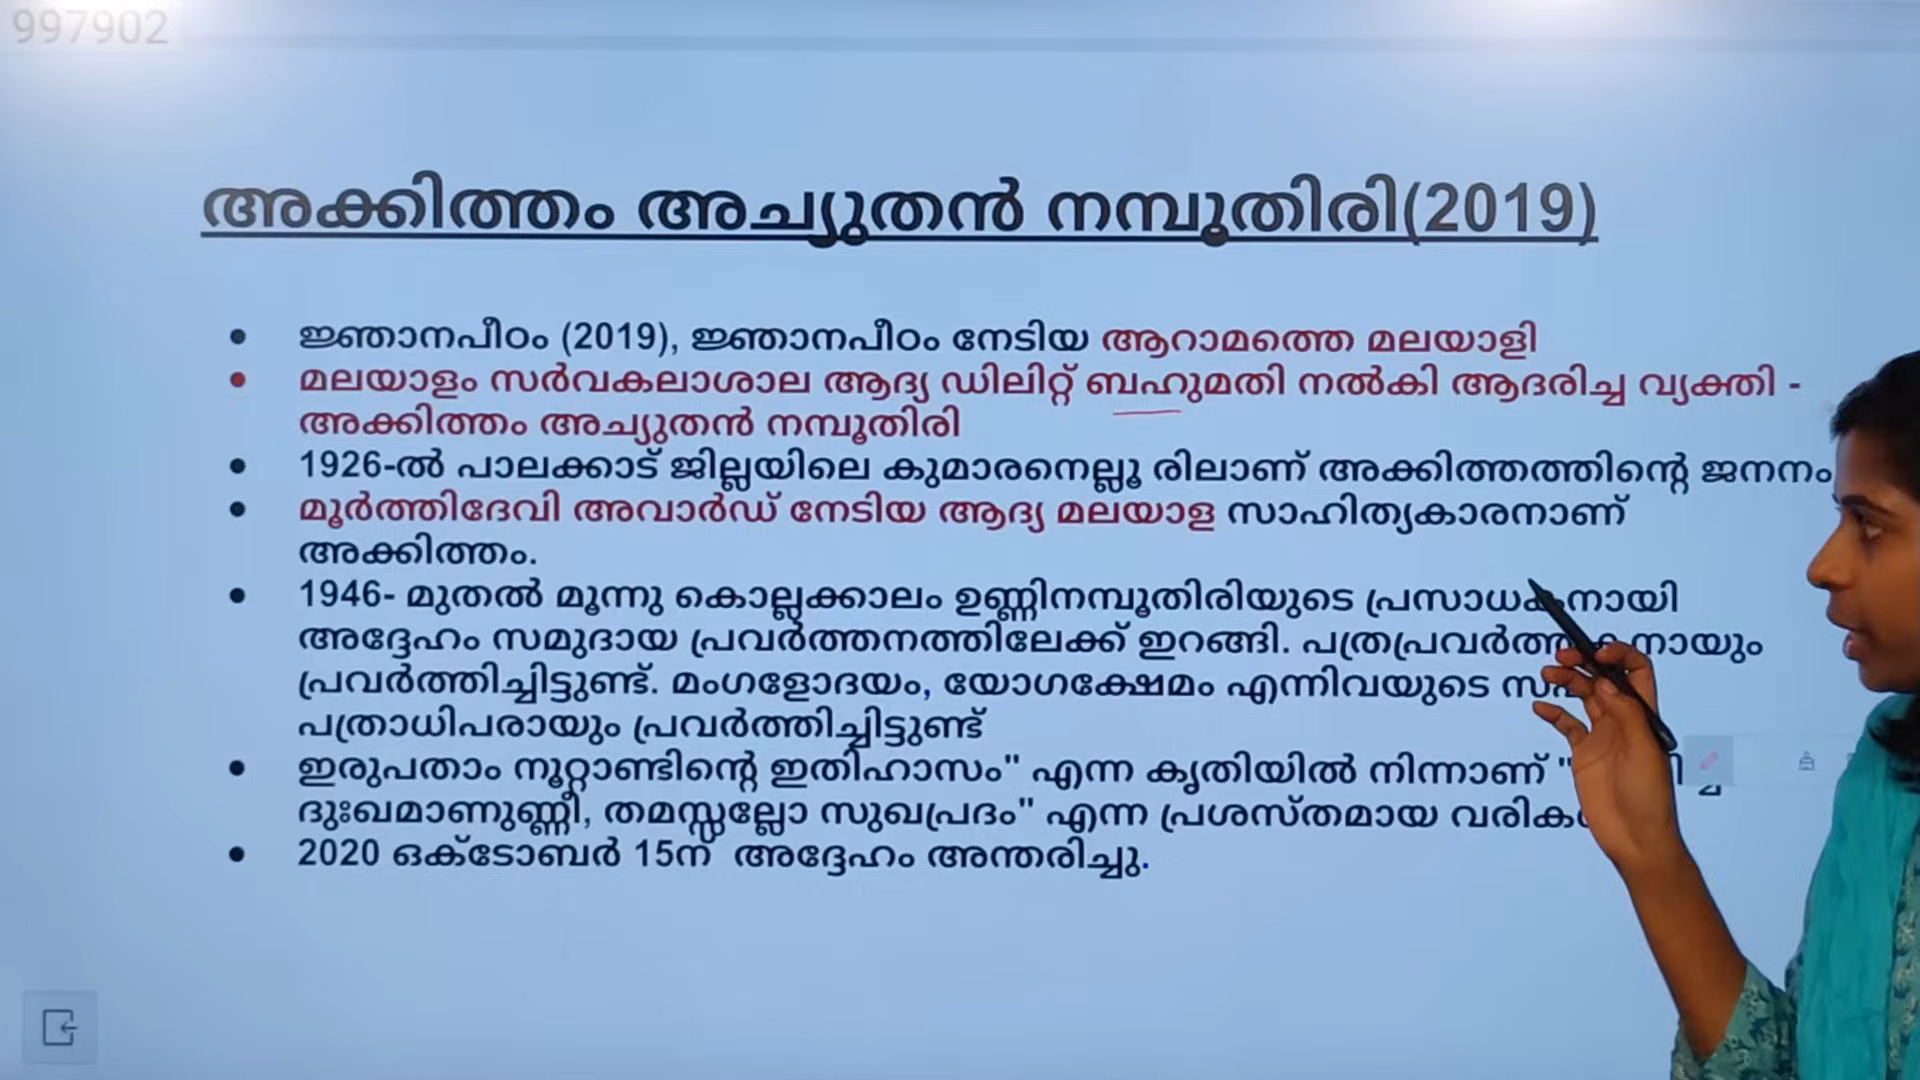 997902
അക്കിത്തം അച്യുതൻ നമ്പൂതിരി(2019)
• ജ്ഞാനപീഠം (2019), ജ്ഞാനപീഠം നേടിയ ആറാമത്തെ മലയാളി
• മലയാളം സർവകലാശാല ആദ്യ ഡിലിറ്റ് ബഹുമതി നൽകി ആദരിച്ച വ്യക്തി -
അക്കിത്തം അച്യുതൻ നമ്പൂതിരി
• 1926-ൽ പാലക്കാട് ജില്ലയിലെ കുമാരനെല്ലൂ രിലാണ് അക്കിത്തത്തിന്റെ ജനനം
• മൂർത്തിദേവി അവാർഡ് നേടിയ ആദ്യ മലയാള സാഹിത്യകാരനാണ്
അക്കിത്തം.
• 1946- മുതൽ മൂന്നു കൊല്ലക്കാലം ഉണ്ണിനമ്പൂതിരിയുടെ പ്രസാധകനായി
അദ്ദേഹം സമുദായ പ്രവർത്തനത്തിലേക്ക് ഇറങ്ങി. പത്രപ്രവർത്തകനായും
പ്രവർത്തിച്ചിട്ടുണ്ട്. മംഗളോദയം, യോഗക്ഷേമം എന്നിവയുടെ
പത്രാധിപരായും പ്രവർത്തിച്ചിട്ടുണ്ട്
• ഇരുപതാം നൂറ്റാണ്ടിന്റെ ഇതിഹാസം" എന്ന കൃതിയിൽ നിന്നാണ് "
ദുഃഖമാണുണ്ണീ, തമസ്സല്ലോ സുഖപ്രദം" എന്ന പ്രശസ്തമായ
• 2020 ഒക്ടോബർ 15ന് അദ്ദേഹം അന്തരിച്ചു.